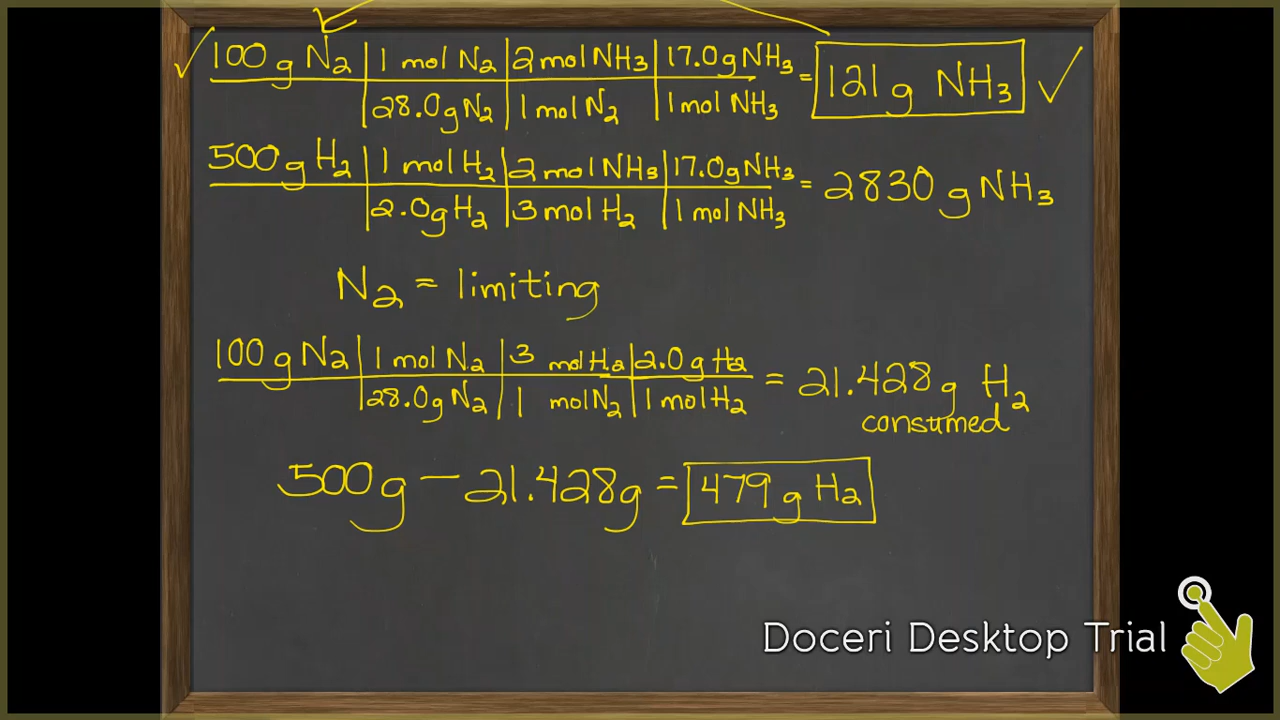 100 g N₂ | 1 mol N₂ | 2 mol NH₃ | 17.0 g NH₃ = 121 g NH₃
28.0 g N₂ | 1 mol N₂ | 1 mol NH₃
500 g H₂ | 1 mol H₂ | 2 mol NH₃ | 17.0 g NH₃ = 2830 g NH₃
2.0 g H₂ | 3 mol H₂ | 1 mol NH₃
N₂ = limiting
100 g N₂ | 1 mol N₂ | 3 mol H₂ | 2.0 g H₂ = 21.428 g H₂
28.0 g N₂ | 1 mol N₂ | 1 mol H₂
consumed
500g - 21.428g = 479 g H₂
Doceri Desktop Trial